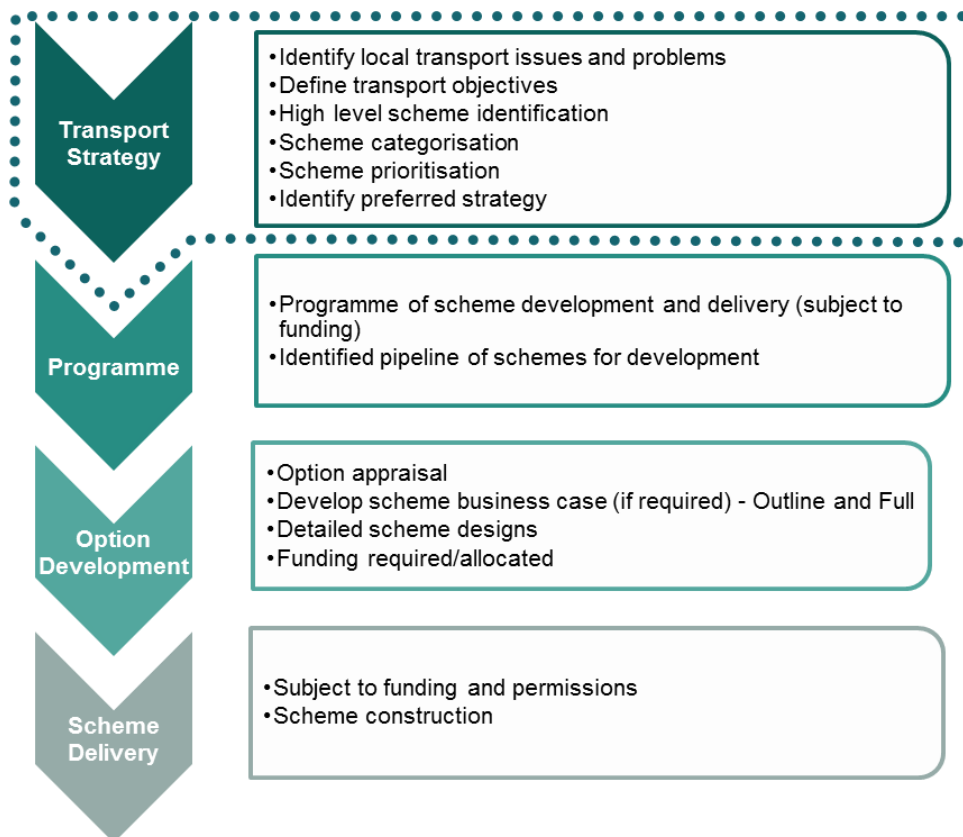 Transport
Strategy
•Identify local transport issues and problems
•Define transport objectives
•High level scheme identification
•Scheme categorisation
•Scheme prioritisation
•Identify preferred strategy
Programme
•Programme of scheme development and delivery (subject to
funding)
•Identified pipeline of schemes for development
Option
Development
•Option appraisal
•Develop scheme business case (if required) - Outline and Full
•Detailed scheme designs
•Funding required/allocated
Scheme
Delivery
•Subject to funding and permissions
•Scheme construction